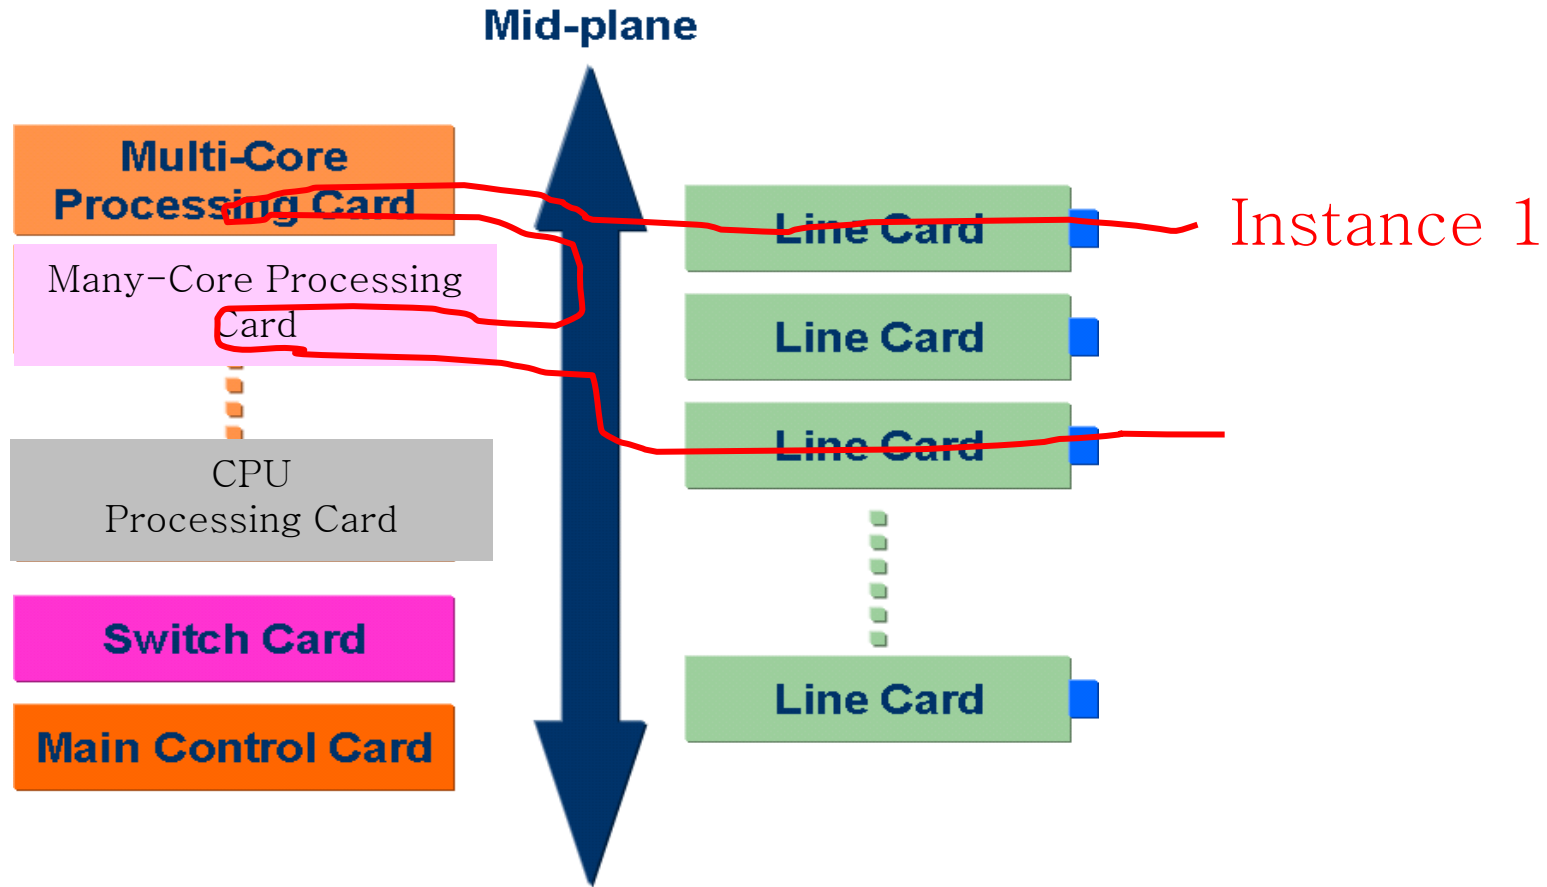 Mid-plane
Multi-Core
Processing Card
Many-Core Processing
Card
CPU
Processing Card
Switch Card
Main Control Card
Line Card
Instance 1
Line Card
Line Card
Line Card